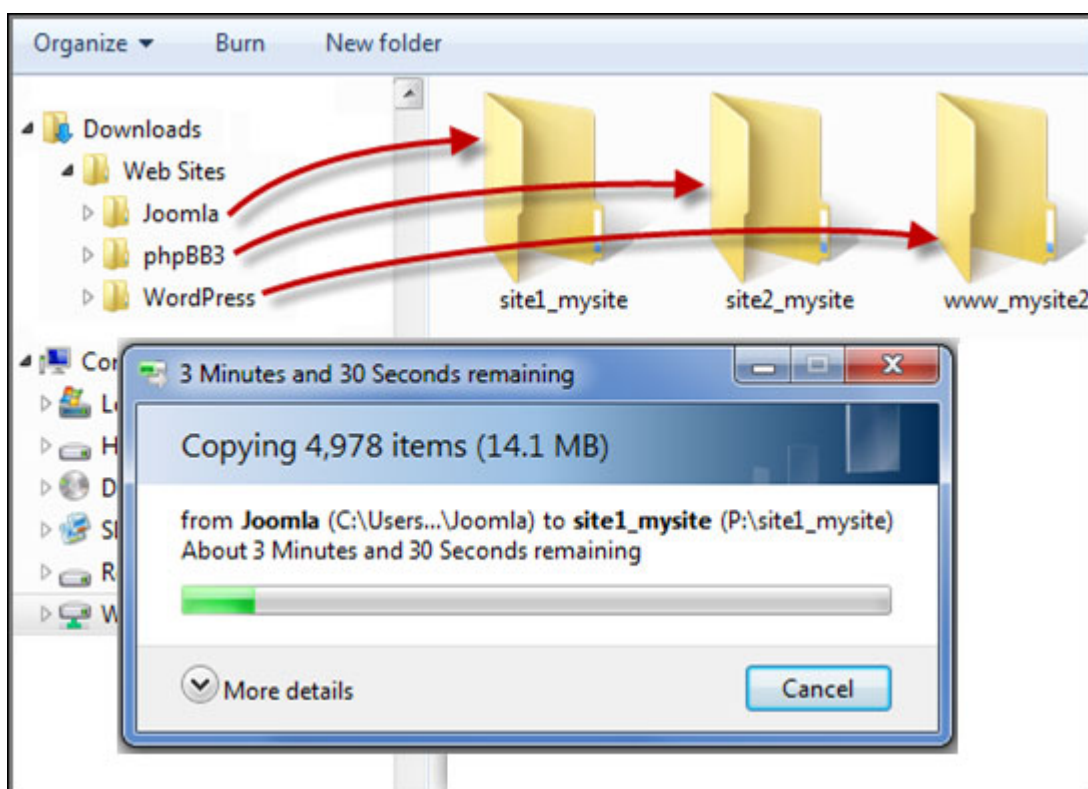 Organize Burn New folder
Downloads
Web Sites
Joomla
phpBB3
WordPress
site1_mysite site2_mysite www_mysite2
3 Minutes and 30 Seconds remaining
Copying 4,978 items (14.1 MB)
from Joomla (C:\Users...\Joomla) to site1_mysite (P:\site1_mysite)
About 3 Minutes and 30 Seconds remaining
More details
Cancel